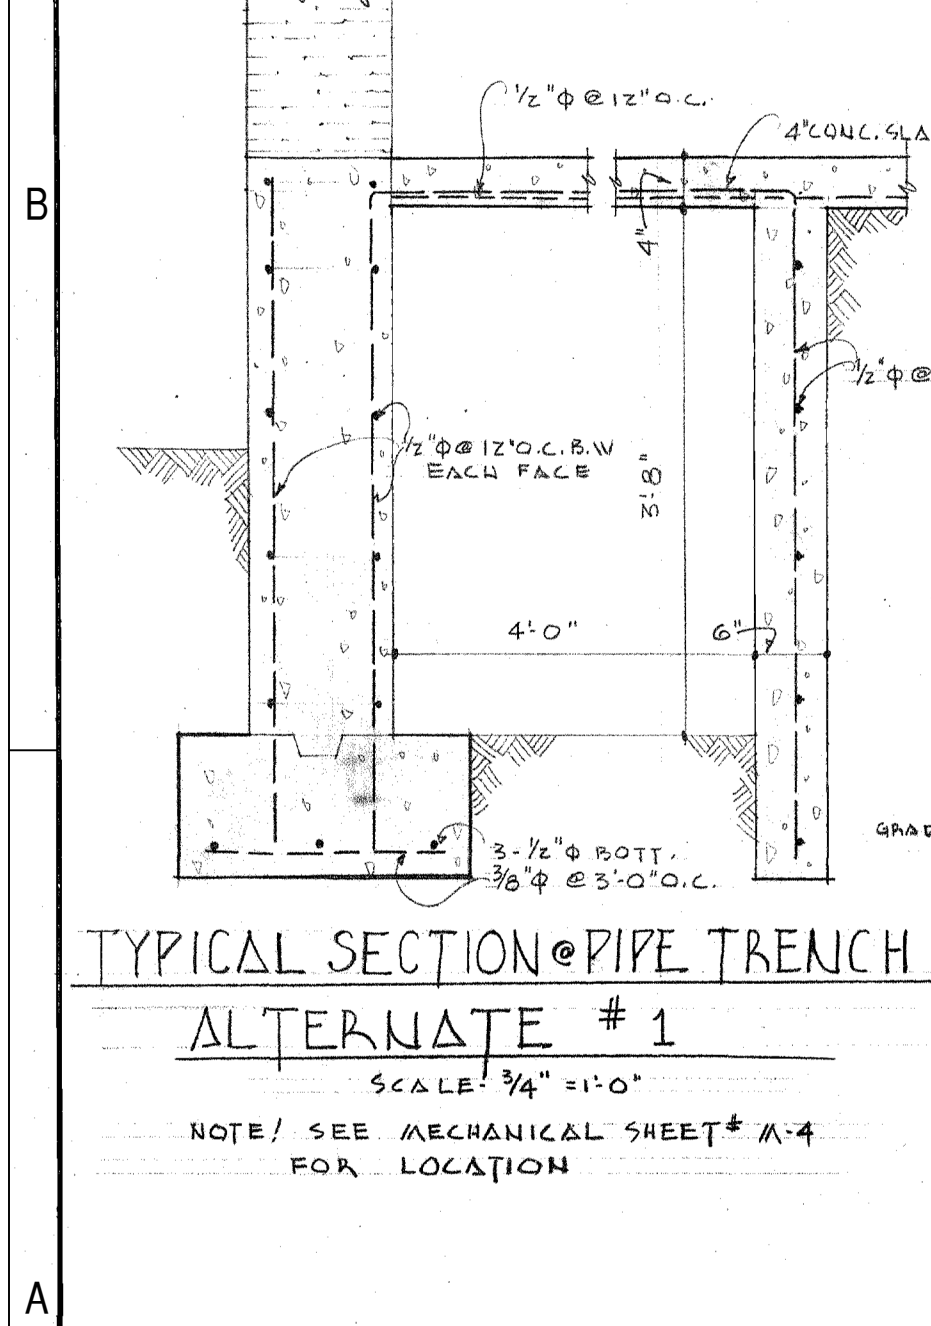 1/2"Φ @ 12" O.C.
4" CONC. SLA
B
4"
1/2"Φ @
1/2"Φ @ 12" O.C. B.W
EACH FACE
3'-8"
4'-0"
6"
GRAD
3-1/2"Φ BOTT.
3/8"Φ @ 3'-0" O.C.
TYPICAL SECTION @ PIPE TRENCH
ALTERNATE #1
SCALE- 3/4" = 1'-0"
NOTE! SEE MECHANICAL SHEET # M-4
FOR LOCATION
A